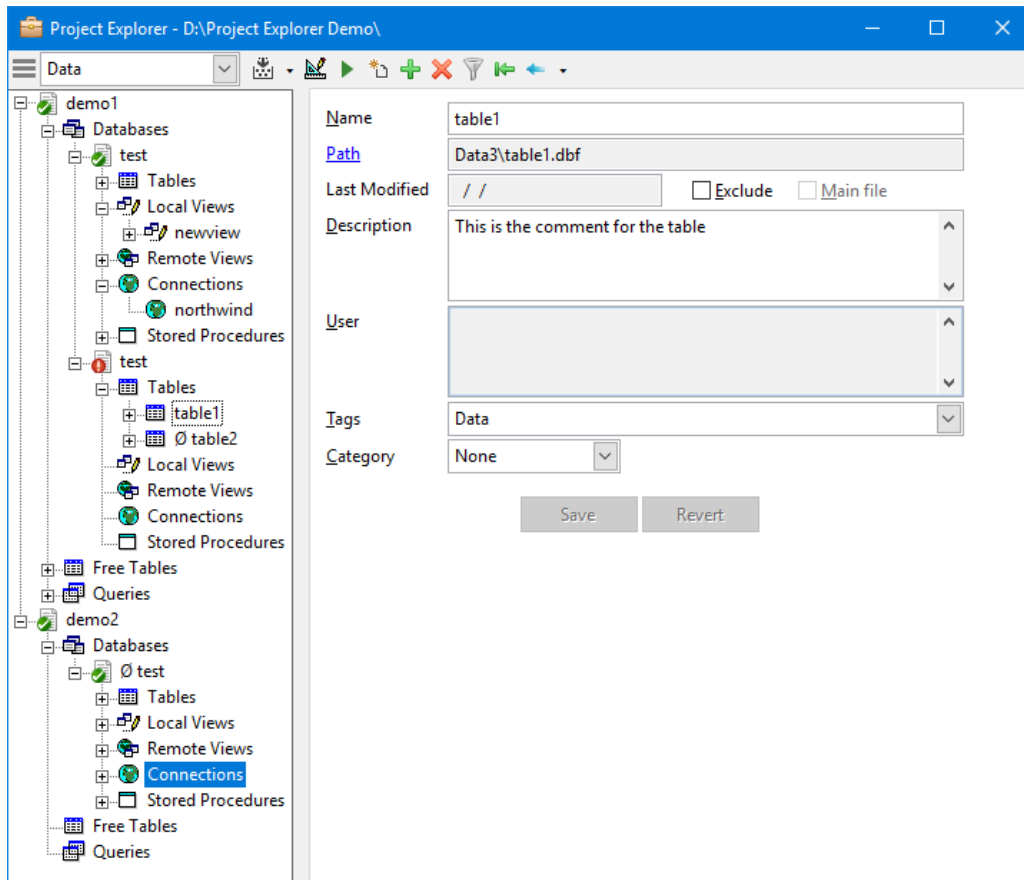 Project Explorer - D:\Project Explorer Demo\
Data
demo1
Databases
test
Tables
Local Views
newview
Remote Views
Connections
northwind
Stored Procedures
test
Tables
table1
Ø table2
Local Views
Remote Views
Connections
Stored Procedures
Free Tables
Queries
demo2
Databases
Ø test
Tables
Local Views
Remote Views
Connections
Stored Procedures
Free Tables
Queries
Name table1
Path Data3\table1.dbf
Last Modified / / Exclude Main file
Description This is the comment for the table
User
Tags Data
Category None
Save Revert